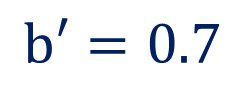 b′ = 0.7